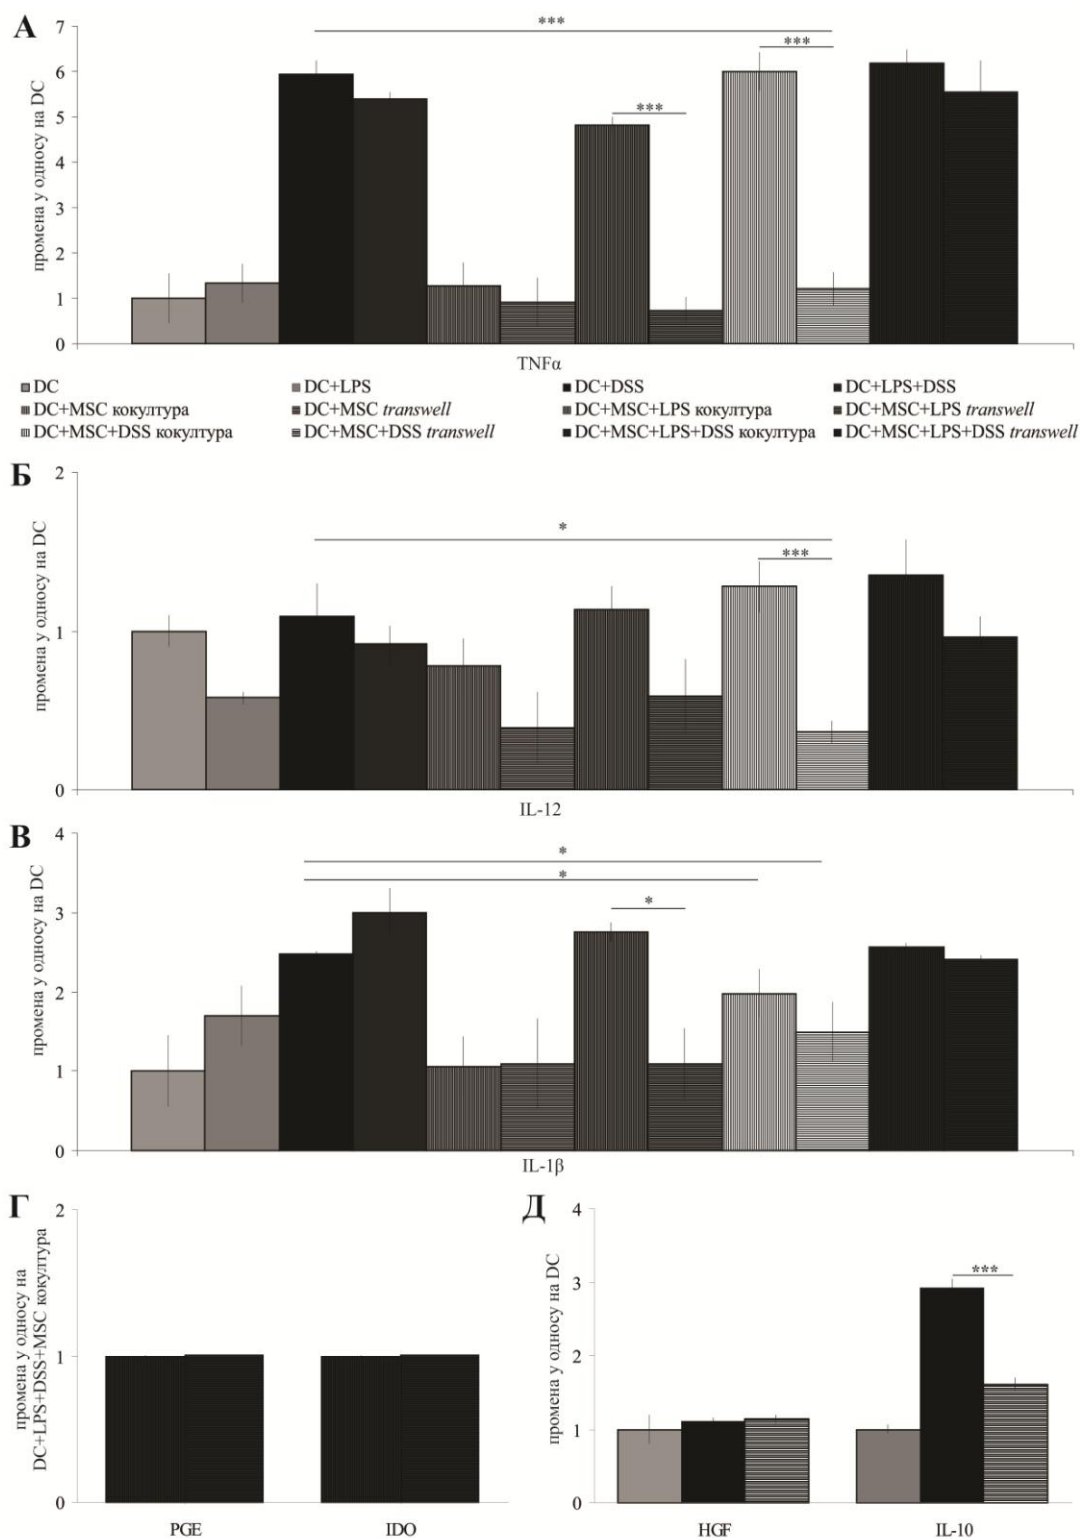 А
промена у односу на DC
7
6
5
4
3
2
1
0
***
***
***
TNFα
DC
DC+LPS
DC+DSS
DC+LPS+DSS
DC+MSC кокултура
DC+MSC transwell
DC+MSC+LPS кокултура
DC+MSC+LPS transwell
DC+MSC+DSS кокултура
DC+MSC+DSS transwell
DC+MSC+LPS+DSS кокултура
DC+MSC+LPS+DSS transwell
Б
промена у односу на DC
2
1
0
*
***
IL-12
В
промена у односу на DC
4
3
2
1
0
*
*
*
IL-1β
Г
промена у односу на
DC+LPS+DSS+MSC кокултура
2
1
0
PGE
IDO
Д
промена у односу на DC
4
3
2
1
0
***
HGF
IL-10